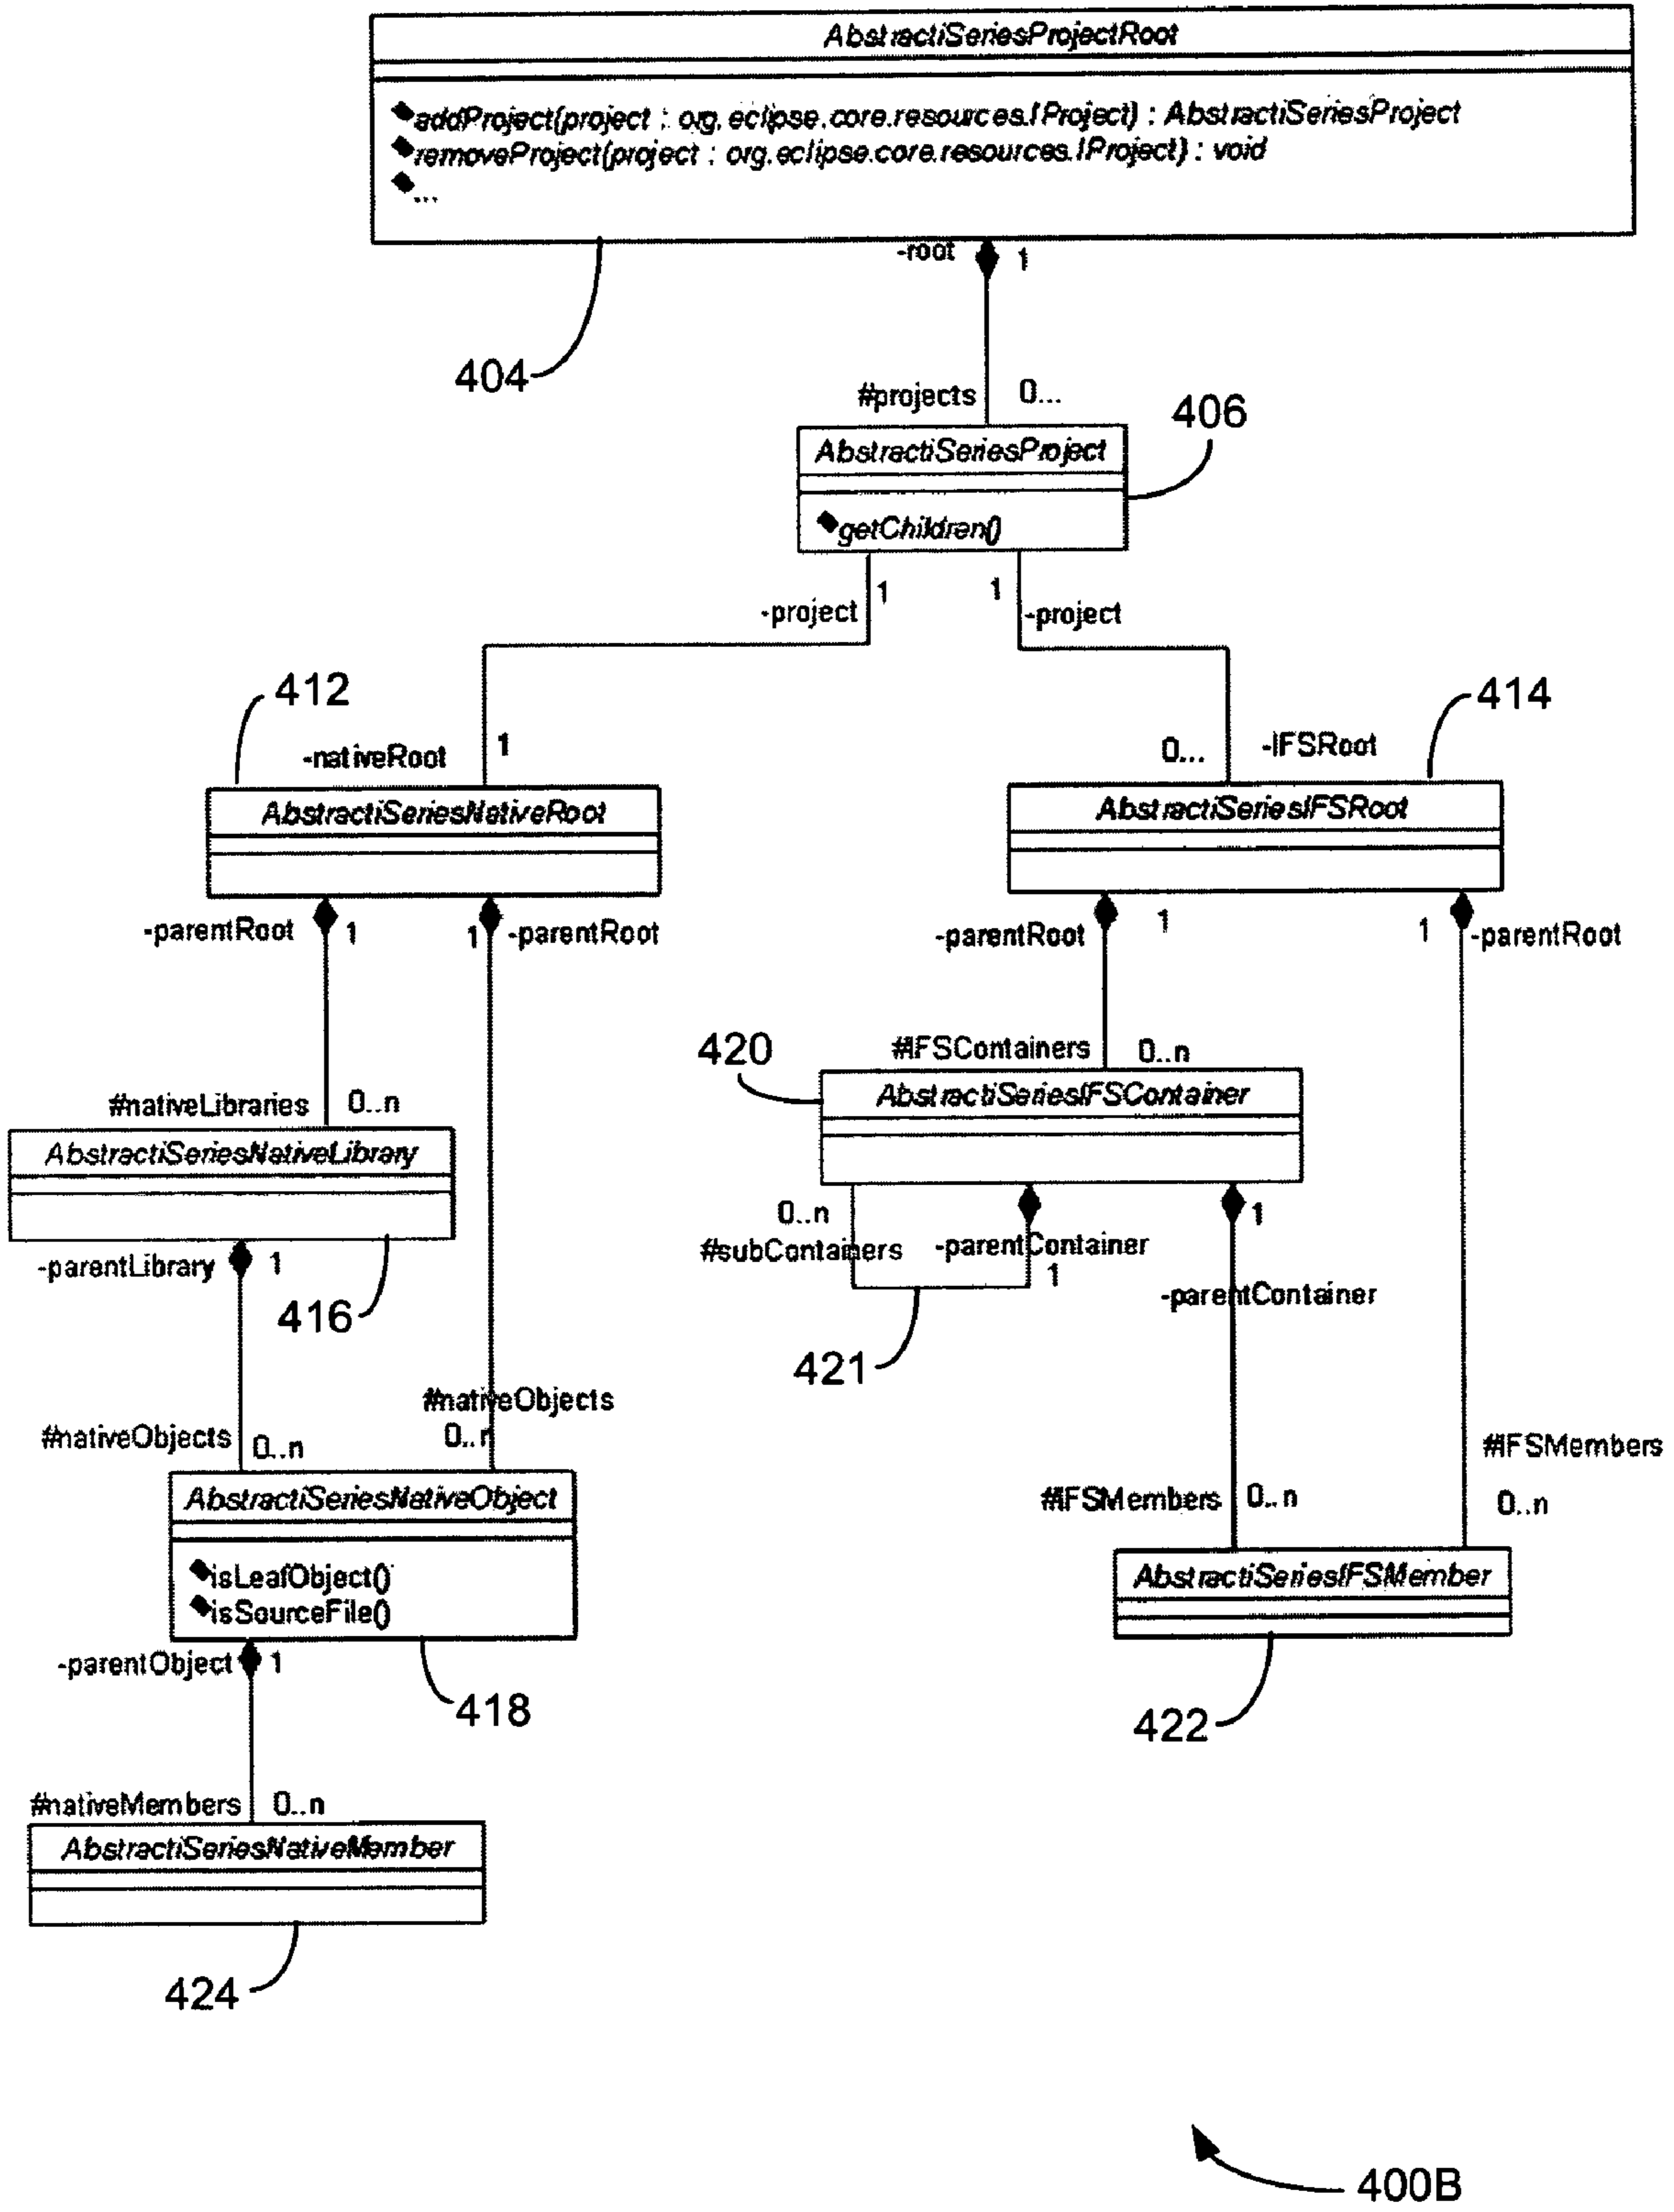 AbstractiSeriesProjectRoot
addProject(project : org.eclipse.core.resources.IProject) : AbstractiSeriesProject
removeProject(project : org.eclipse.core.resources.IProject) : void
...
-root 1
404
#projects 0...
406
AbstractiSeriesProject
getChildren()
1 1
-project -project
412
414
-nativeRoot 1
0... -IFSRoot
AbstractiSeriesNativeRoot
AbstractiSeriesIFSRoot
-parentRoot 1 1 -parentRoot
-parentRoot 1 1 -parentRoot
420
#IFSContainers 0..n
AbstractiSeriesIFSContainer
#nativeLibraries 0..n
AbstractiSeriesNativeLibrary
0..n 1
#subContainers -parentContainer
1
-parentLibrary 1
-parentContainer
416
421
#nativeObjects
0..n
#nativeObjects 0..n
#IFSMembers
0..n
#IFSMembers 0..n
AbstractiSeriesNativeObject
isLeafObject()
isSourceFile()
AbstractiSeriesIFSMember
-parentObject 1
418
422
#nativeMembers 0..n
AbstractiSeriesNativeMember
424
400B